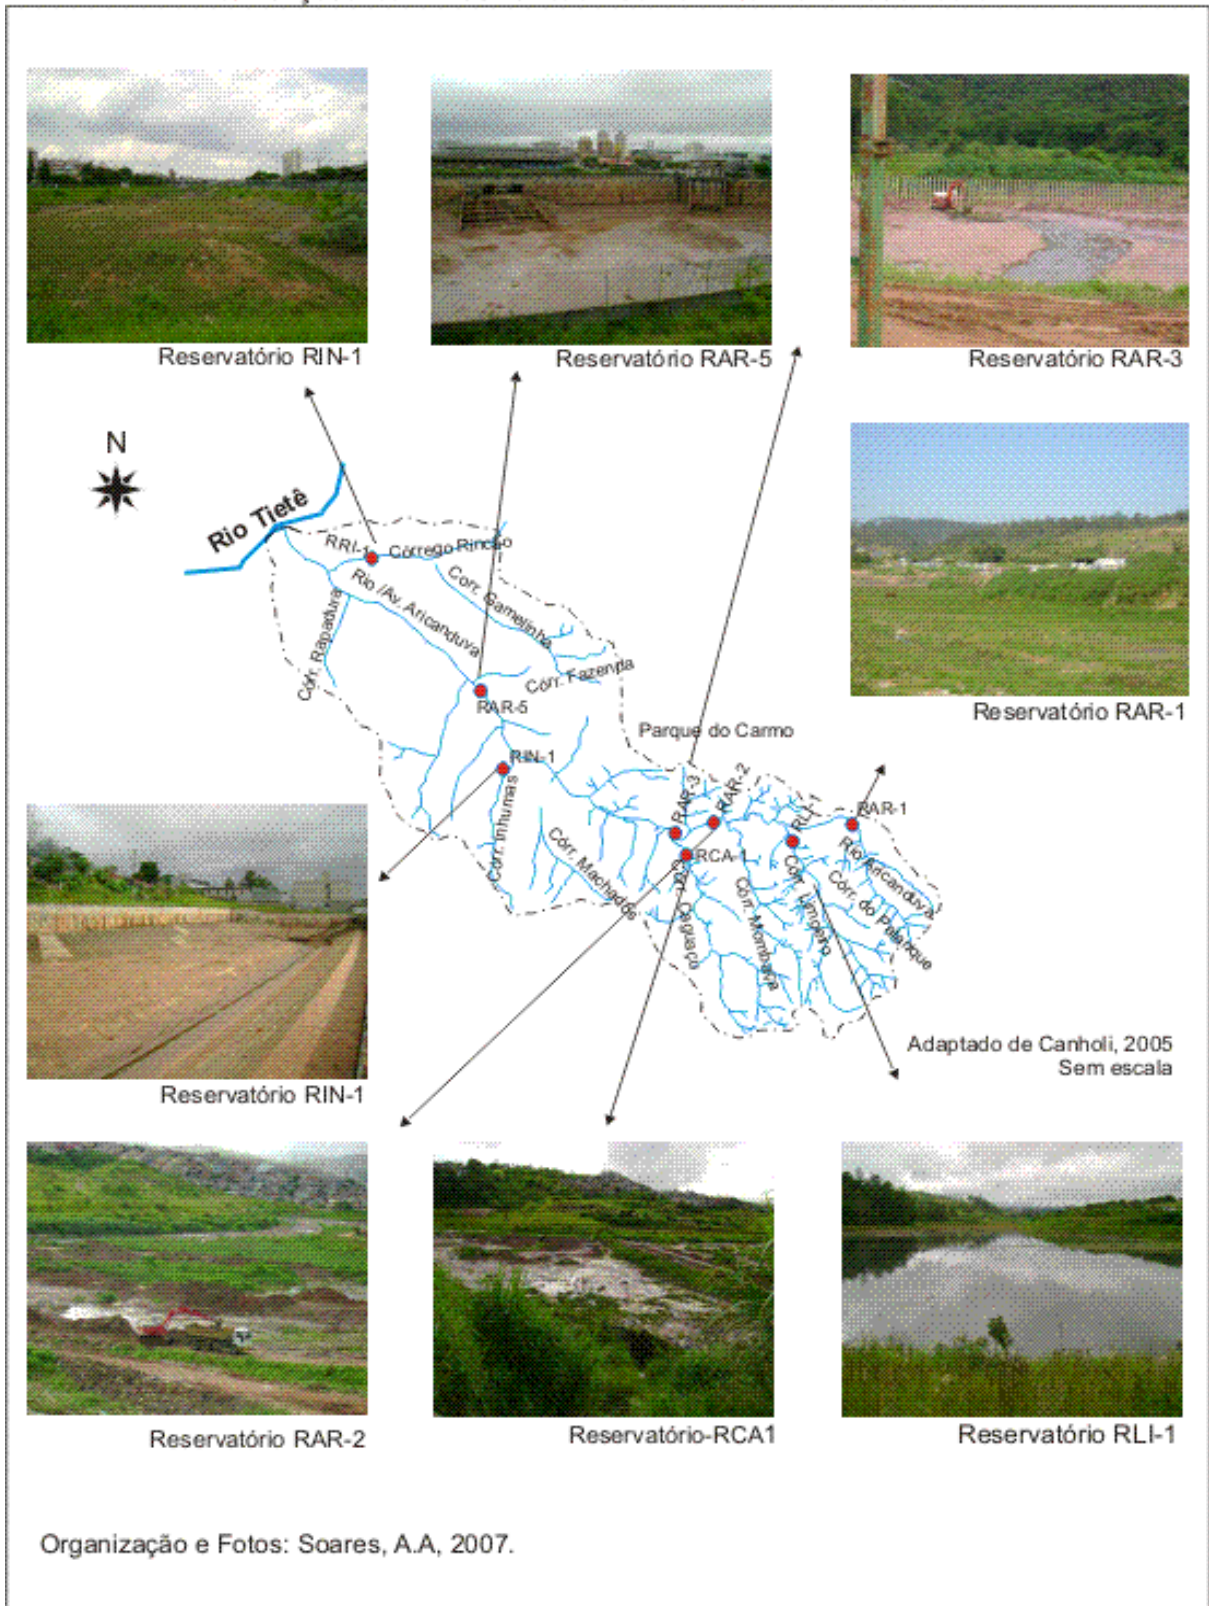 Reservatório RIN-1
Reservatório RAR-5
Reservatório RAR-3
N
Rio Tietê
RRI-1
Córrego Rincão
Rio /Av. Aricanduva
Corr. Gamelinha
Córr. Rapadura
Córr. Fazenda
RAR-5
Reservatório RAR-1
Parque do Carmo
RIN-1
RAR-3
RAR-2
RLI-1
RAR-1
Córr. Inhumas
Córr. Machados
RCA-1
Córr. Caguaçu
Córr. Mombaça
Córr. Limoeiro
Rio Aricanduva
Córr. do Palanque
Adaptado de Canholi, 2005
Sem escala
Reservatório RIN-1
Reservatório RAR-2
Reservatório-RCA1
Reservatório RLI-1
Organização e Fotos: Soares, A.A, 2007.